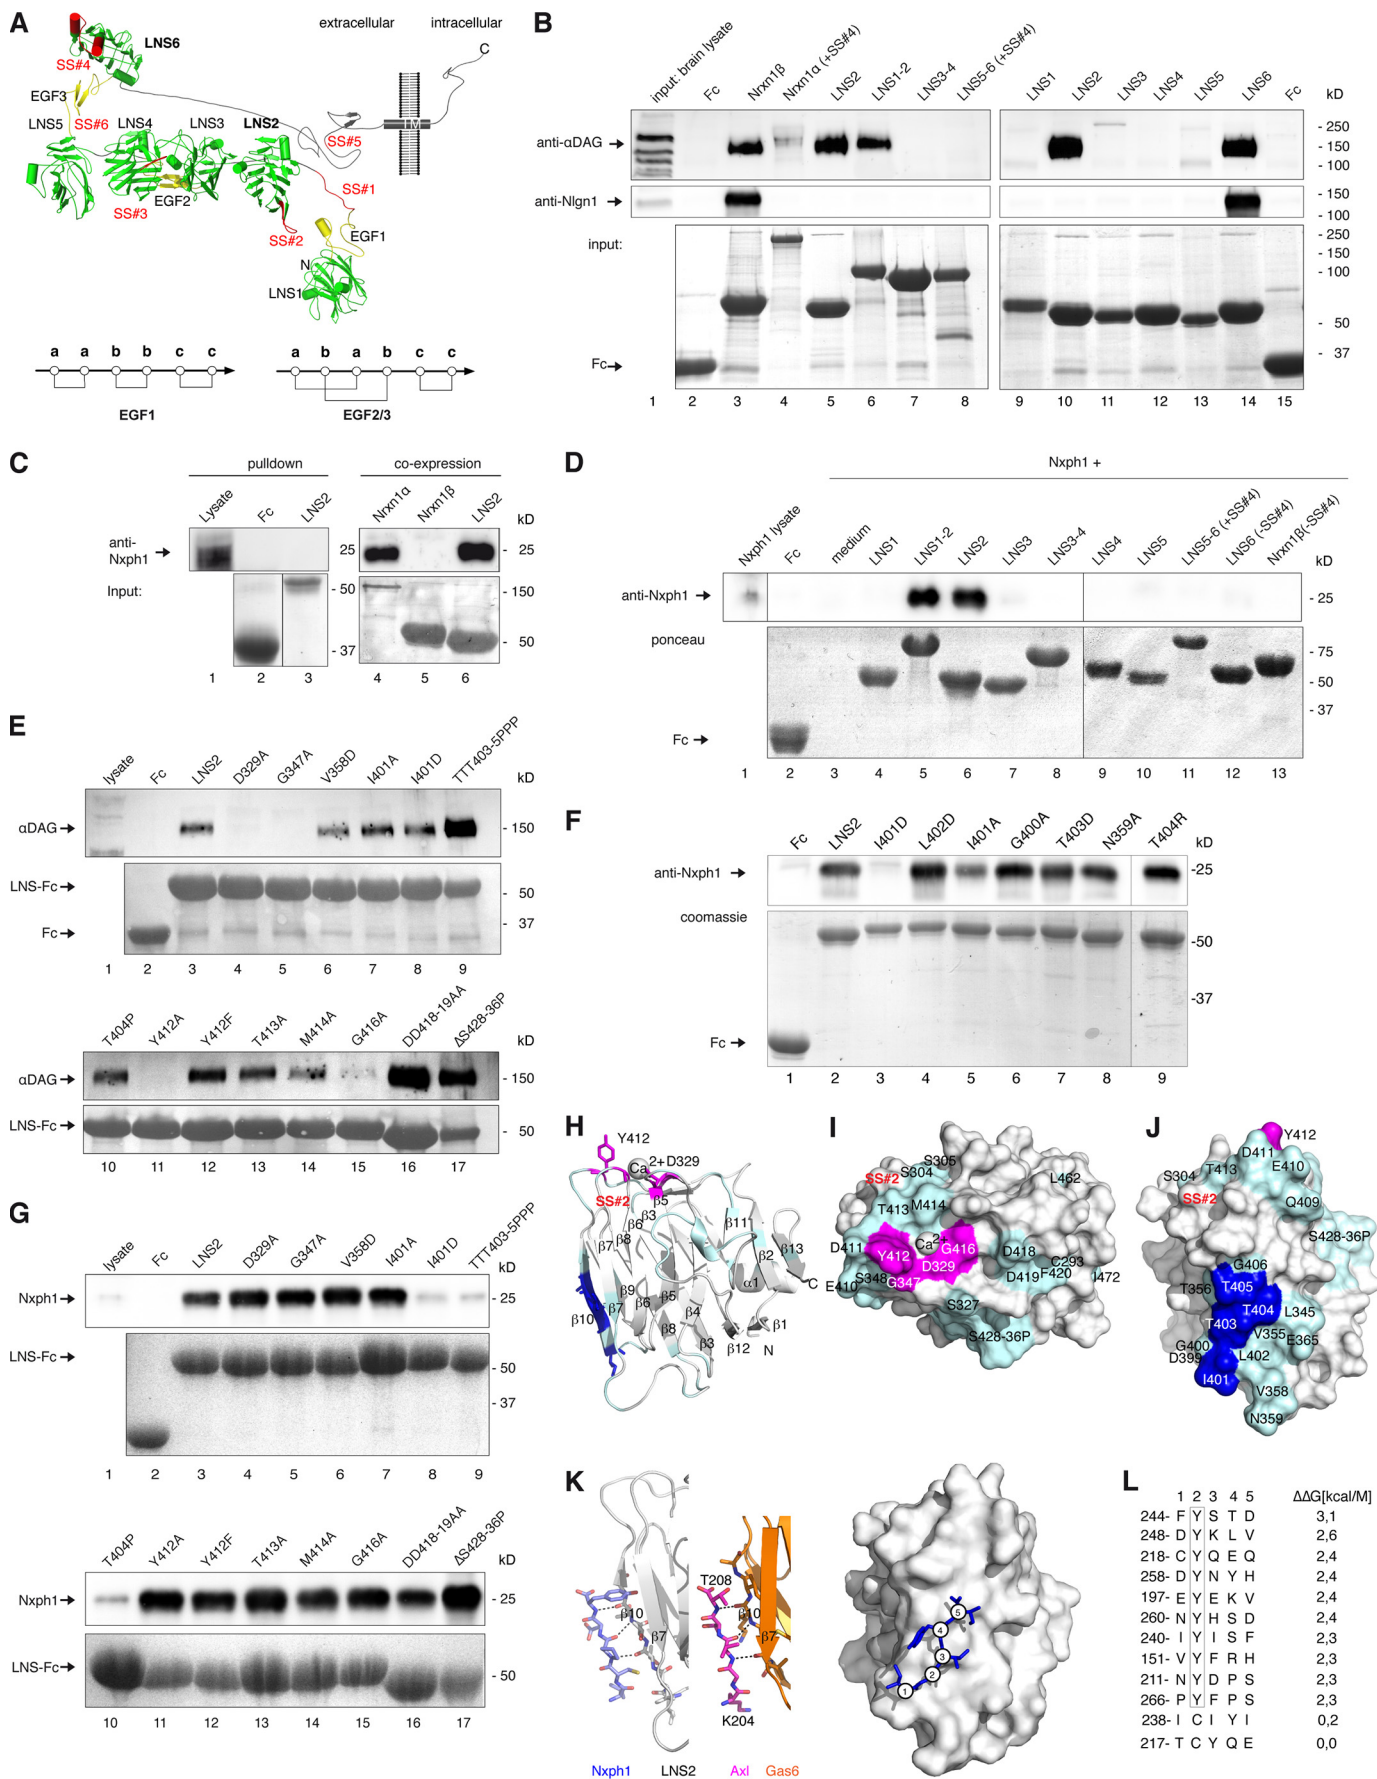 A
extracellular intracellular
LNS6
C
SS#4
EGF3
SS#6
LNS5 LNS4 LNS3 LNS2
SS#5
TM
EGF2
SS#3
SS#1
SS#2
EGF1
N
LNS1
a a b b c c
EGF1
a b a b c c
EGF2/3
B
input: brain lysate Fc Nrxn1β Nrxn1α (+SS#4) LNS2 LNS1-2 LNS3-4 LNS5-6 (+SS#4) LNS1 LNS2 LNS3 LNS4 LNS5 LNS6 Fc kD
anti-αDAG
- 250
- 150
- 100
anti-Nlgn1
- 150
- 100
input:
- 250
- 150
- 100
- 50
- 37
Fc
1 2 3 4 5 6 7 8 9 10 11 12 13 14 15
C
pulldown co-expression
Lysate Fc LNS2 Nrxn1α Nrxn1β LNS2 kD
anti-
Nxph1
25 - 25
Input:
- 50 - 150
- 37 - 50
1 2 3 4 5 6
D
Nxph1 +
Nxph1 lysate Fc medium LNS1 LNS1-2 LNS2 LNS3 LNS3-4 LNS4 LNS5 LNS5-6 (+SS#4) LNS6 (-SS#4) Nrxn1β(-SS#4) kD
anti-Nxph1 - 25
ponceau
- 75
- 50
- 37
Fc
1 2 3 4 5 6 7 8 9 10 11 12 13
E
lysate Fc LNS2 D329A G347A V358D I401A I401D TTT403-5PPP kD
αDAG - 150
LNS-Fc - 50
- 37
Fc
1 2 3 4 5 6 7 8 9
T404P Y412A Y412F T413A M414A G416A DD418-19AA ΔS428-36P kD
αDAG - 150
LNS-Fc - 50
10 11 12 13 14 15 16 17
F
Fc LNS2 I401D L402D I401A G400A T403D N359A T404R kD
anti-Nxph1 -25
coomassie
-50
-37
Fc
1 2 3 4 5 6 7 8 9
G
lysate Fc LNS2 D329A G347A V358D I401A I401D TTT403-5PPP kD
Nxph1 - 25
LNS-Fc - 50
- 37
Fc
1 2 3 4 5 6 7 8 9
T404P Y412A Y412F T413A M414A G416A DD418-19AA ΔS428-36P kD
Nxph1 - 25
LNS-Fc - 50
10 11 12 13 14 15 16 17
H
Y412
Ca2+ D329
SS#2 β5
β3
β6
β7 β8 β11
β2 β13
α1 C
β9
β7 β6 β5
β10 β4
β8 β3 β1
β12 N
I
S305
S304
SS#2 L462
T413 M414
D411 Y412 Ca2+ G416 D418
D329 C293
E410 S348 G347 D419 F420 I472
S327
S428-36P
J
Y412
D411
S304 T413 E410
SS#2 Q409
S428-36P
G406
T356 T405
T404 L345
T403
V355 E365
G400
D399 L402
I401
V358
N359
K
T208
β10 β10
β7 β7
K204
Nxph1 LNS2 Axl Gas6
5
4
3
2
1
L
1 2 3 4 5 ΔΔG[kcal/M]
244- F Y S T D 3,1
248- D Y K L V 2,6
218- C Y Q E Q 2,4
258- D Y N Y H 2,4
197- E Y E K V 2,4
260- N Y H S D 2,4
240- I Y I S F 2,3
151- V Y F R H 2,3
211- N Y D P S 2,3
266- P Y F P S 2,3
238- I C I Y I 0,2
217- T C Y Q E 0,0